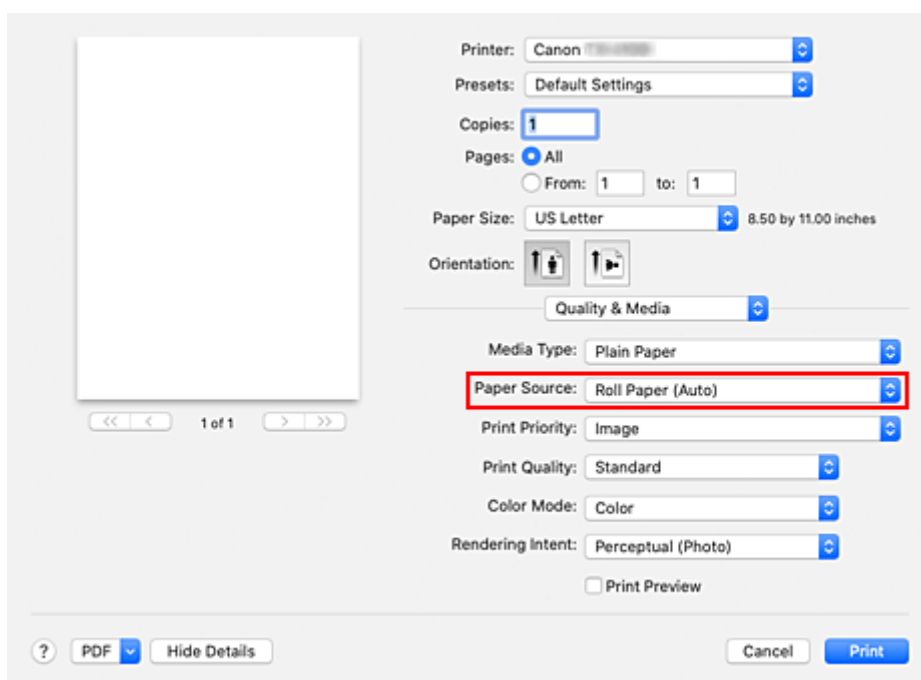 Printer: Canon
Presets: Default Settings
Copies: 1
Pages: All
From: 1 to: 1
Paper Size: US Letter 8.50 by 11.00 inches
Orientation:
Quality & Media
Media Type: Plain Paper
Paper Source: Roll Paper (Auto)
1 of 1
Print Priority: Image
Print Quality: Standard
Color Mode: Color
Rendering Intent: Perceptual (Photo)
Print Preview
? PDF Hide Details Cancel Print